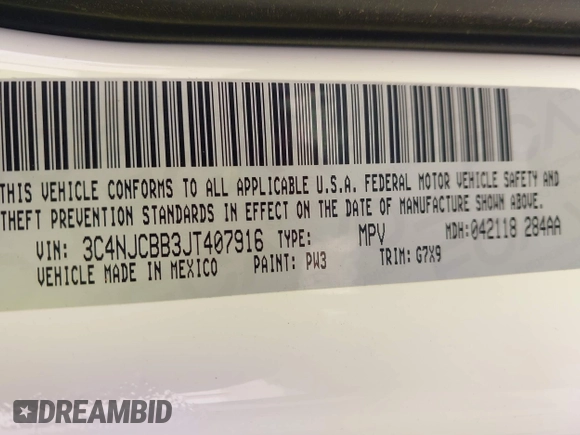 THIS VEHICLE CONFORMS TO ALL APPLICABLE U.S.A. FEDERAL MOTOR VEHICLE SAFETY AND
THEFT PREVENTION STANDARDS IN EFFECT ON THE DATE OF MANUFACTURE SHOWN ABOVE.
VIN: 3C4NJCBB3JT407916 TYPE: MPV MDH:042118 284AA
VEHICLE MADE IN MEXICO PAINT: PW3 TRIM: G7X9
DREAMBID